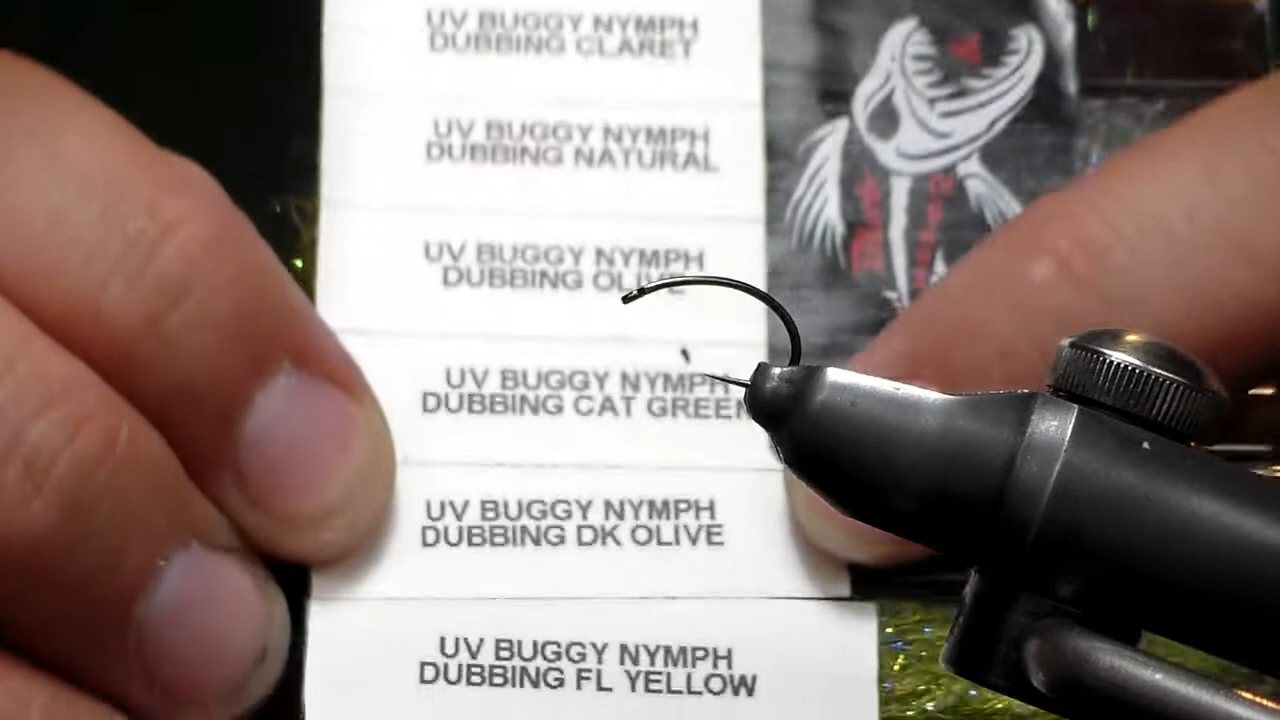 UV BUGGY NYMPH
DUBBING CLARET
UV BUGGY NYMPH
DUBBING NATURAL
UV BUGGY NYMPH
DUBBING OLIVE
UV BUGGY NYMPH
DUBBING CAT GREEN
UV BUGGY NYMPH
DUBBING DK OLIVE
UV BUGGY NYMPH
DUBBING FL YELLOW